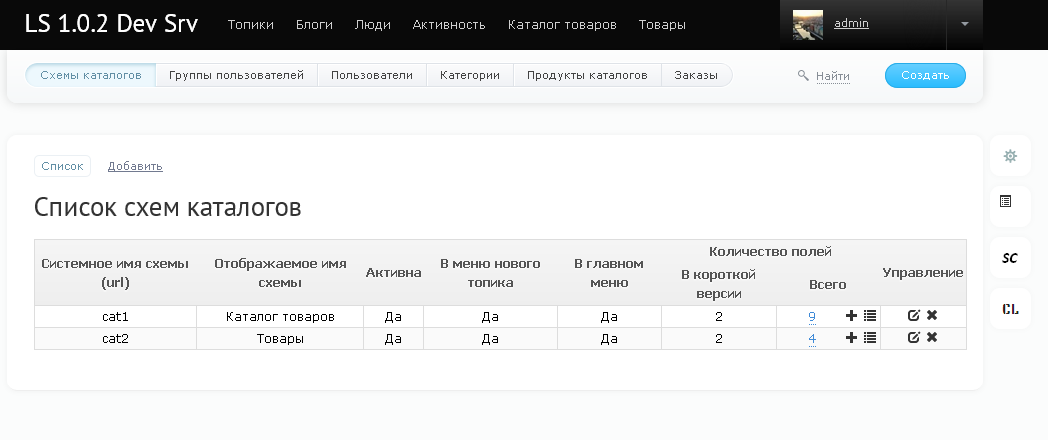 LS 1.0.2 Dev Srv Топики Блоги Люди Активность Каталог товаров Товары admin
Схемы каталогов Группы пользователей Пользователи Категории Продукты каталогов Заказы Найти Создать
Список Добавить
Список схем каталогов
Системное имя схемы (url) Отображаемое имя схемы Активна В меню нового топика В главном меню Количество полей Управление
В короткой версии Всего
cat1 Каталог товаров Да Да Да 2 9
cat2 Товары Да Да Да 2 4
SC
CL